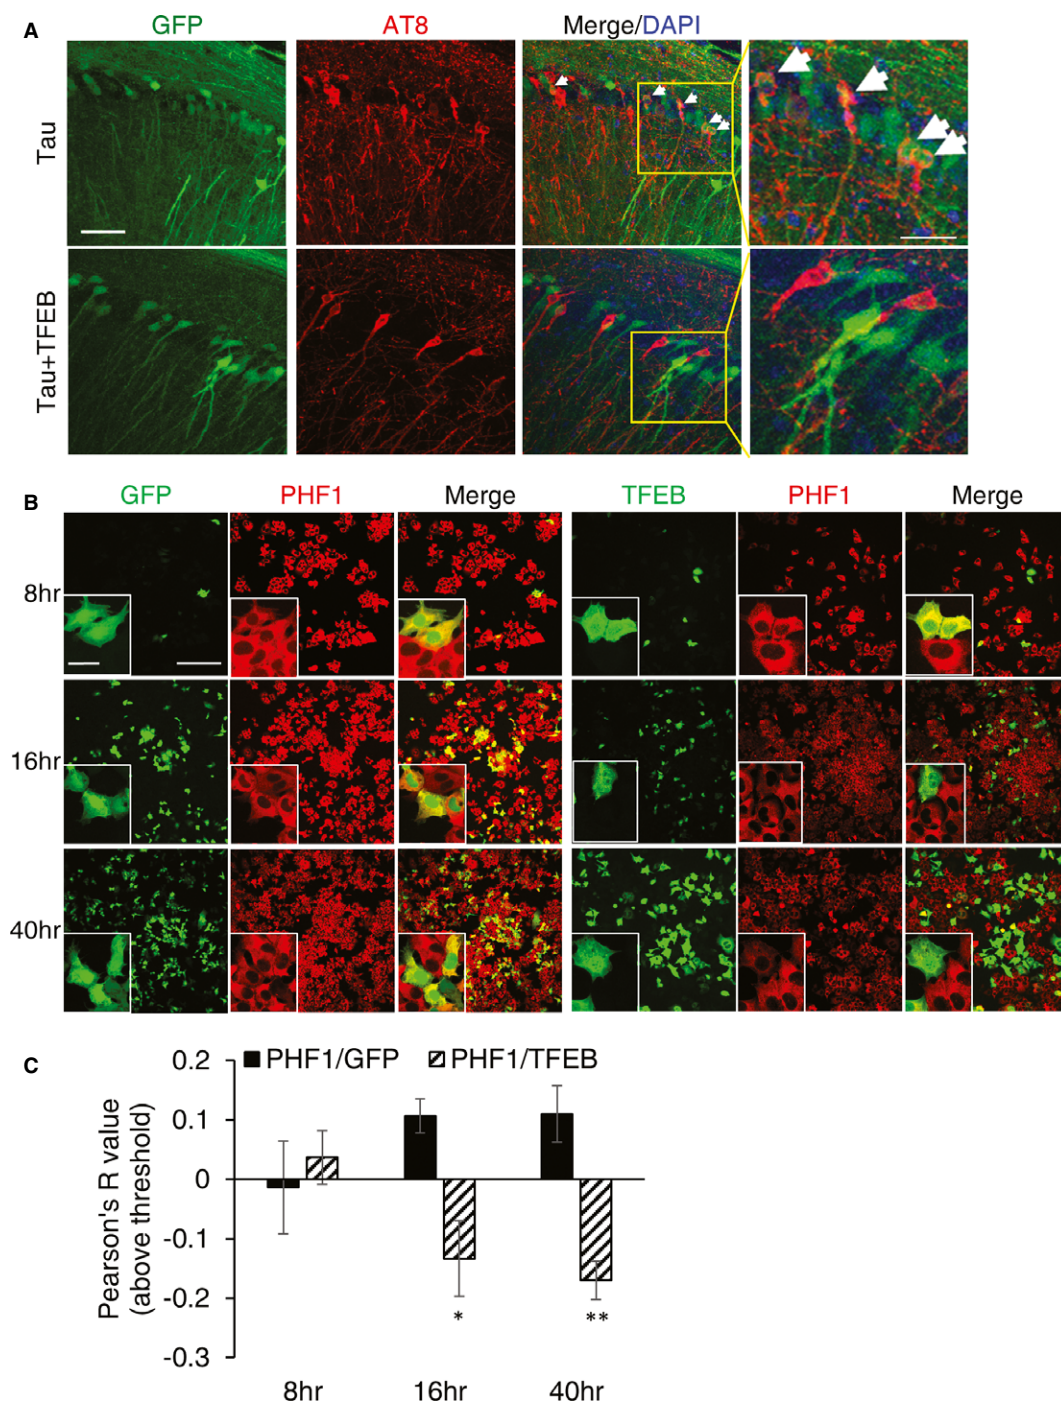 A
GFP AT8 Merge/DAPI
Tau
Tau+TFEB
B
GFP PHF1 Merge TFEB PHF1 Merge
8hr
16hr
40hr
C
PHF1/GFP PHF1/TFEB
Pearson's R value
(above threshold)
0.2
0.1
0
-0.1
-0.2
-0.3
* **
8hr 16hr 40hr